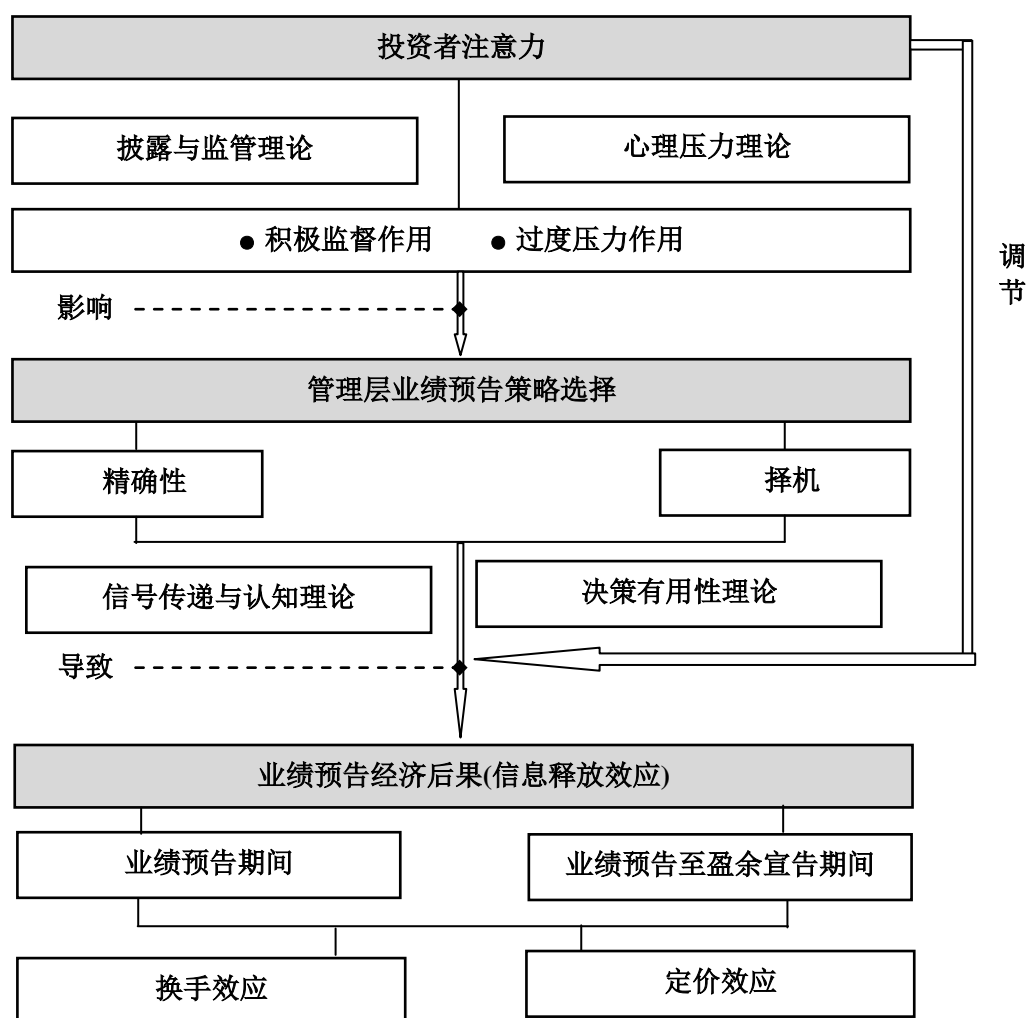 投资者注意力
披露与监管理论
心理压力理论
● 积极监督作用 ● 过度压力作用
调节
影响
管理层业绩预告策略选择
精确性
择机
信号传递与认知理论
决策有用性理论
导致
业绩预告经济后果(信息释放效应)
业绩预告期间
业绩预告至盈余宣告期间
换手效应
定价效应